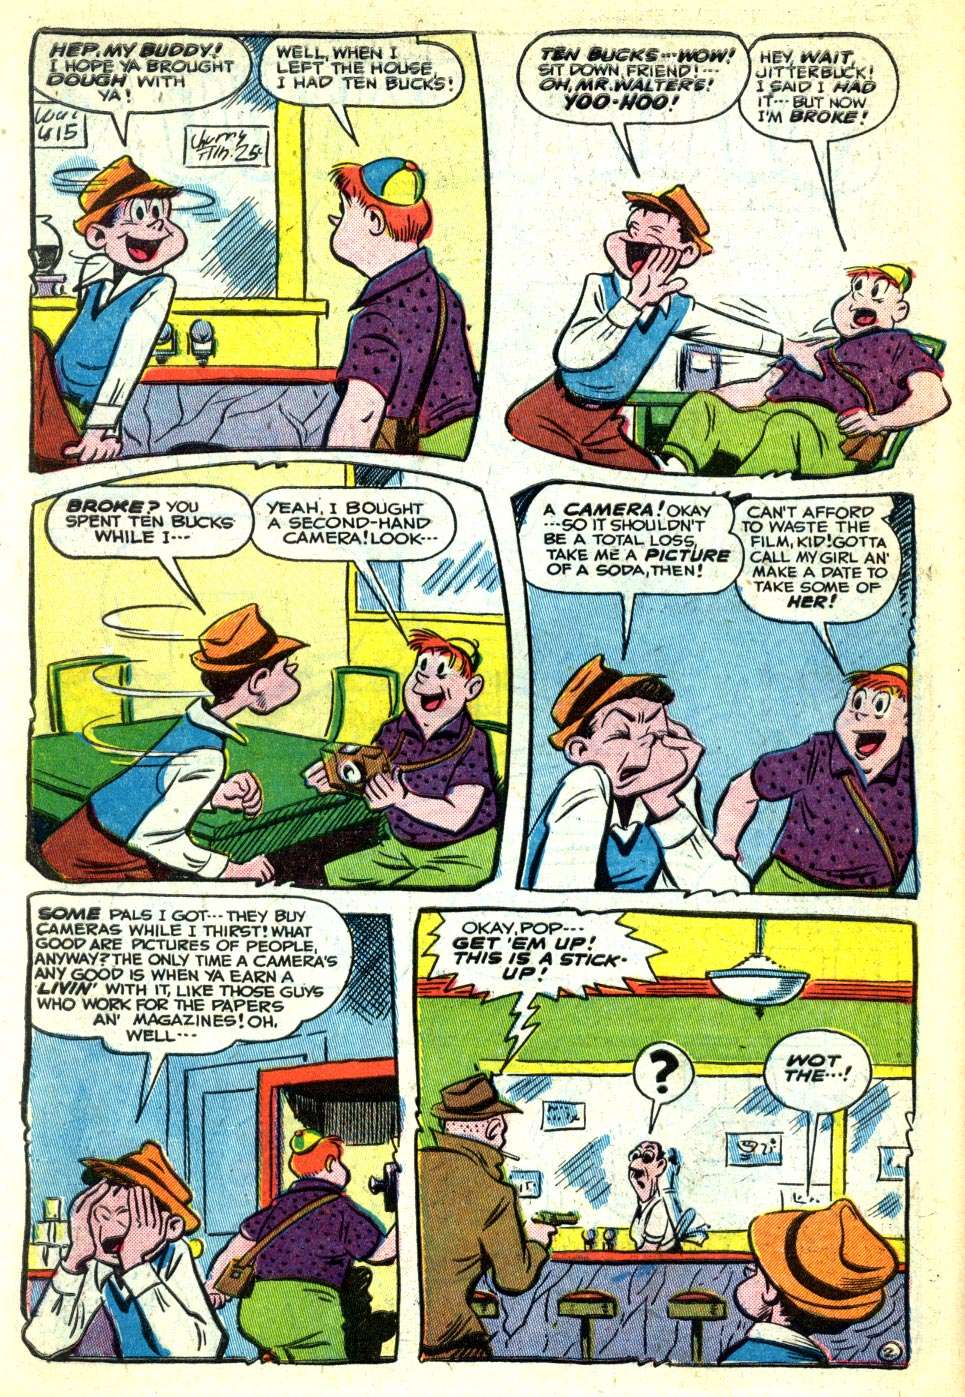 HEP, MY BUDDY!
I HOPE YA BROUGHT
DOUGH WITH
YA!
WELL, WHEN I
LEFT THE HOUSE,
I HAD TEN BUCKS!
15
25¢
TEN BUCKS---WOW!
SIT DOWN, FRIEND!---
OH, MR. WALTERS!
YOO-HOO!
HEY, WAIT,
JITTERBUCK!
I SAID I HAD
IT--- BUT NOW
I'M BROKE!
BROKE? YOU
SPENT TEN BUCKS
WHILE I---
YEAH, I BOUGHT
A SECOND-HAND
CAMERA! LOOK---
A CAMERA! OKAY
---SO IT SHOULDN'T
BE A TOTAL LOSS,
TAKE ME A PICTURE
OF A SODA, THEN!
CAN'T AFFORD
TO WASTE THE
FILM, KID! GOTTA
CALL MY GIRL AN'
MAKE A DATE TO
TAKE SOME OF
HER!
SOME PALS I GOT--- THEY BUY
CAMERAS WHILE I THIRST! WHAT
GOOD ARE PICTURES OF PEOPLE,
ANYWAY? THE ONLY TIME A CAMERA'S
ANY GOOD IS WHEN YA EARN A
'LIVIN' WITH IT, LIKE THOSE GUYS
WHO WORK FOR THE PAPERS
AN' MAGAZINES! OH,
WELL---
OKAY, POP---
GET 'EM UP!
THIS IS A STICK-
UP!
?
WOT
THE---!
2